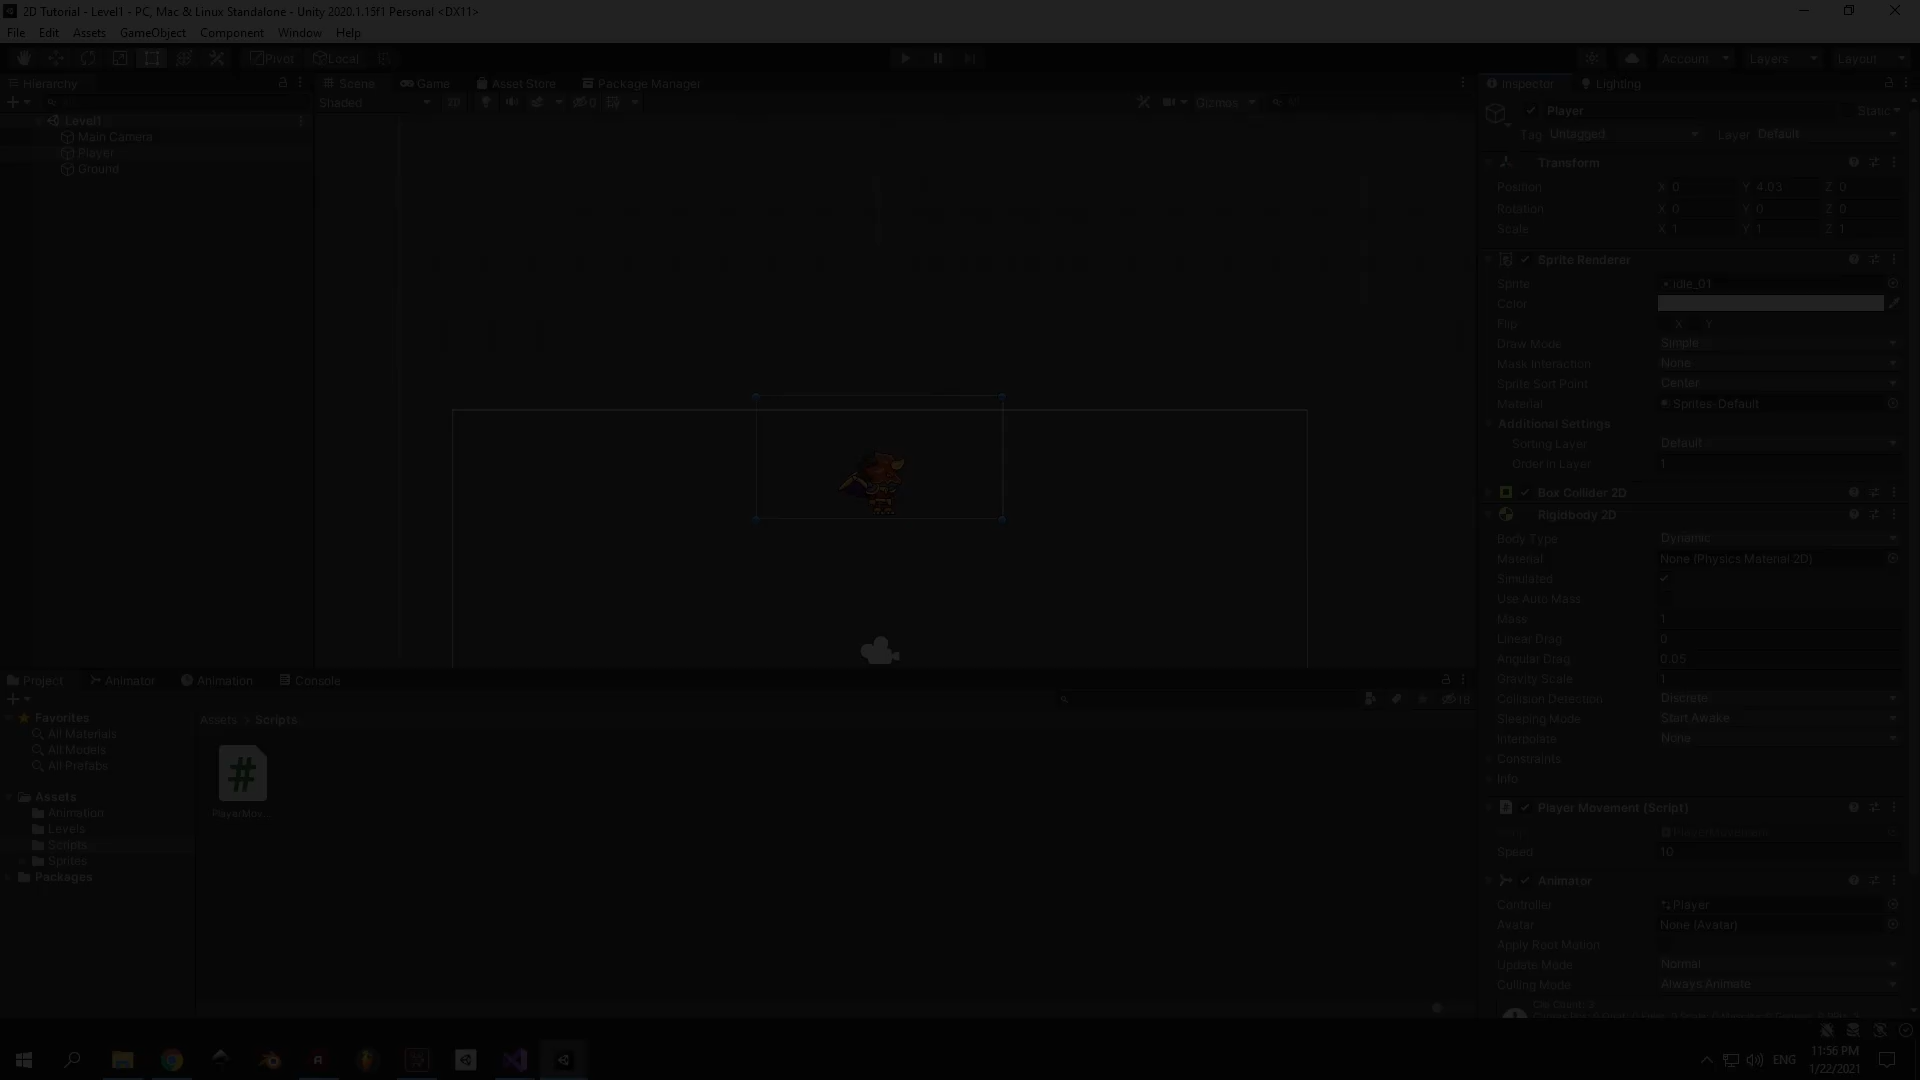 2D Tutorial - Level1 - PC, Mac & Linux Standalone - Unity 2020.1.15f1 Personal <DX11>
File Edit Assets GameObject Component Window Help
Pivot Local Account Layers Layout
Hierarchy
Level1
Main Camera
Player
Ground
Scene Game Asset Store Package Manager
Shaded 2D 0 Gizmos
Inspector Lighting
Player Static
Tag Untagged Layer Default
Transform
Position X 0 Y 4.03 Z 0
Rotation X 0 Y 0 Z 0
Scale X 1 Y 1 Z 1
Sprite Renderer
Sprite idle_01
Color
Flip X Y
Draw Mode Simple
Mask Interaction None
Sprite Sort Point Center
Material Sprites-Default
Additional Settings
Sorting Layer Default
Order in Layer 1
Box Collider 2D
Rigidbody 2D
Body Type Dynamic
Material None (Physics Material 2D)
Simulated
Use Auto Mass
Mass 1
Linear Drag 0
Angular Drag 0.05
Gravity Scale 1
Collision Detection Discrete
Sleeping Mode Start Awake
Interpolate None
Constraints
Info
Player Movement (Script)
Script PlayerMovement
Speed 10
Animator
Controller Player
Avatar None (Avatar)
Apply Root Motion
Update Mode Normal
Culling Mode Always Animate
Clip Count: 2
Project Animator Animation Console
18
Favorites
All Materials
All Models
All Prefabs
Assets
Animation
Levels
Scripts
Sprites
Packages
Assets > Scripts
PlayerMov...
ENG
11:56 PM
1/22/2021